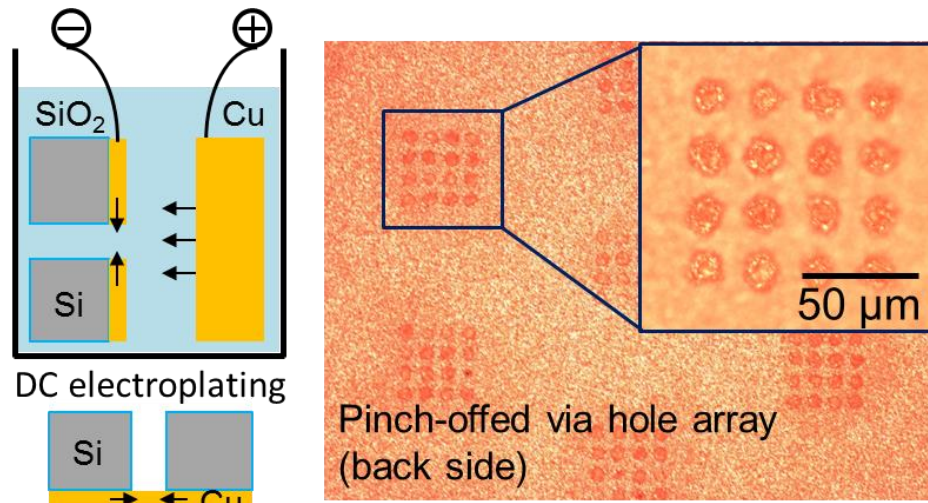 −
+
SiO₂
Cu
Si
DC electroplating
Si
Cu
50 µm
Pinch-offed via hole array
(back side)